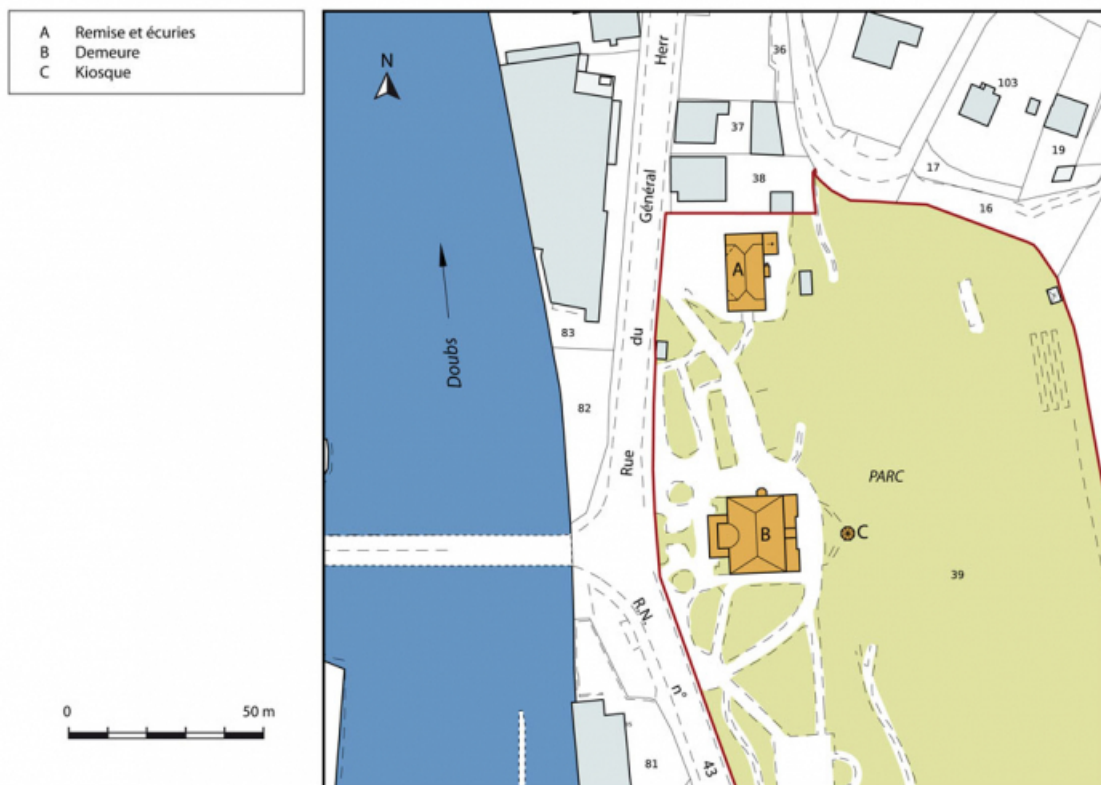 A Remise et écuries
B Demeure
C Kiosque
N
Rue du Général Herr
36
103
37
19
38
17
16
A
83
Doubs
82
PARC
B
C
39
R.N. n° 43
0 50 m
81